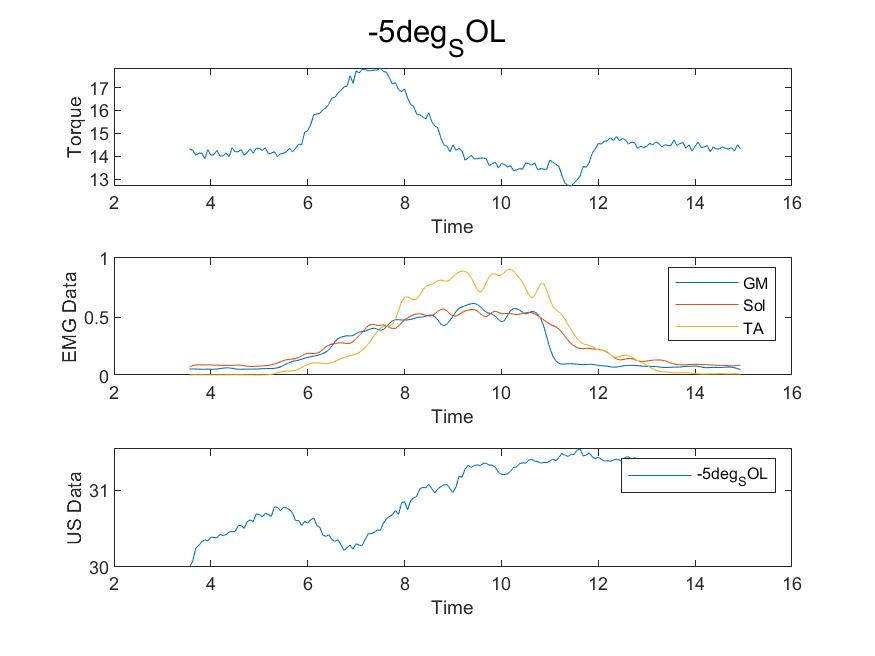 -5deg_SOL
17
16
15
14
13
Torque
2 4 6 8 10 12 14 16
Time
1
0.5
0
EMG Data
GM
Sol
TA
2 4 6 8 10 12 14 16
Time
31
30
US Data
-5deg_SOL
2 4 6 8 10 12 14 16
Time